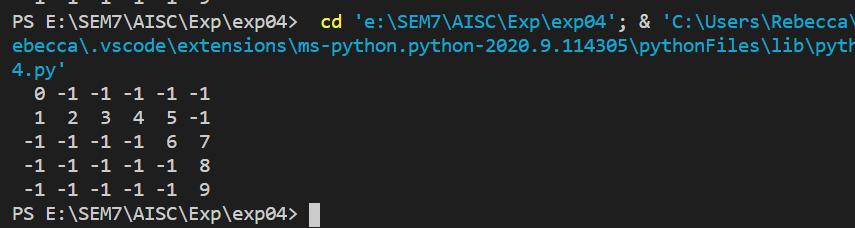 PS E:\SEM7\AISC\Exp\exp04>  cd 'e:\SEM7\AISC\Exp\exp04'; & 'C:\Users\Rebecca\
ebecca\.vscode\extensions\ms-python.python-2020.9.114305\pythonFiles\lib\pyth
4.py'
  0 -1 -1 -1 -1 -1
  1  2  3  4  5 -1
 -1 -1 -1 -1  6  7
 -1 -1 -1 -1 -1  8
 -1 -1 -1 -1 -1  9
PS E:\SEM7\AISC\Exp\exp04>